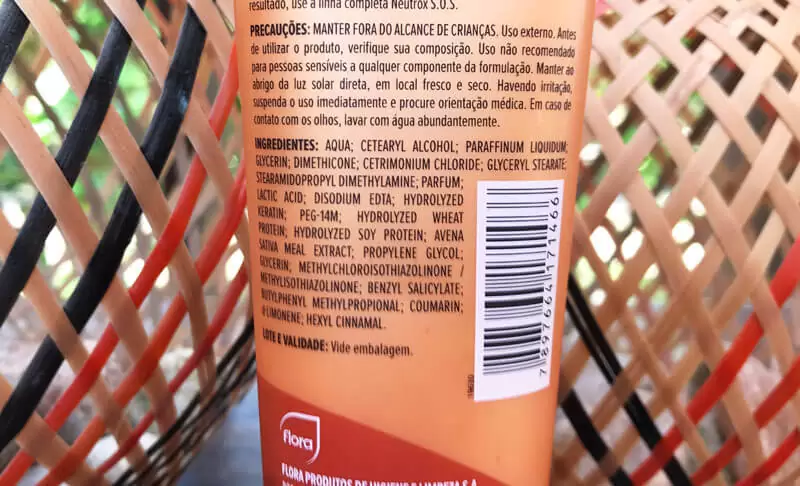 resultado, use a linha completa Neutrox S.O.S.
PRECAUÇÕES: MANTER FORA DO ALCANCE DE CRIANÇAS. Uso externo. Antes
de utilizar o produto, verifique sua composição. Uso não recomendado
para pessoas sensíveis a qualquer componente da formulação. Manter ao
abrigo da luz solar direta, em local fresco e seco. Havendo irritação,
suspenda o uso imediatamente e procure orientação médica. Em caso de
contato com os olhos, lavar com água abundantemente.
INGREDIENTES: AQUA; CETEARYL ALCOHOL; PARAFFINUM LIQUIDUM;
GLYCERIN; DIMETHICONE; CETRIMONIUM CHLORIDE; GLYCERYL STEARATE;
STEARAMIDOPROPYL DIMETHYLAMINE; PARFUM;
LACTIC ACID; DISODIUM EDTA; HYDROLYZED
KERATIN; PEG-14M; HYDROLYZED WHEAT
PROTEIN; HYDROLYZED SOY PROTEIN; AVENA
SATIVA MEAL EXTRACT; PROPYLENE GLYCOL;
GLYCERIN; METHYLCHLOROISOTHIAZOLINONE /
METHYLISOTHIAZOLINONE; BENZYL SALICYLATE;
BUTYLPHENYL METHYLPROPIONAL; COUMARIN;
LIMONENE; HEXYL CINNAMAL.
LOTE E VALIDADE: Vide embalagem.
7897664171466
flora
FLORA PRODUTOS DE HIGIENE E LIMPEZA S.A